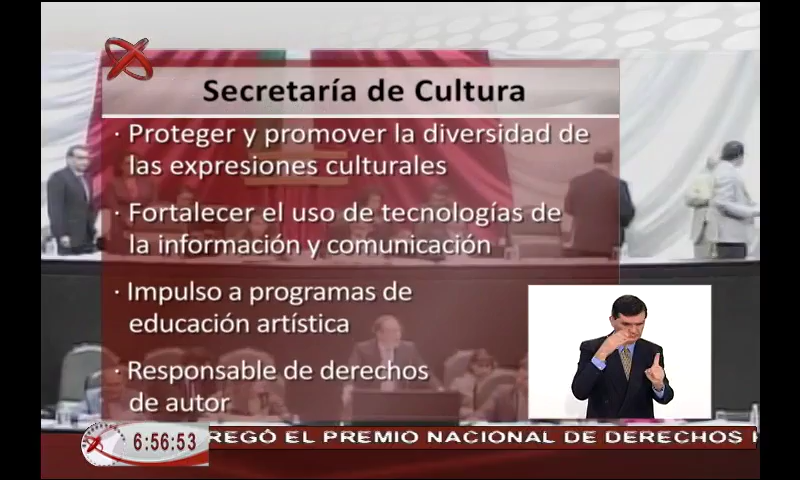 Secretaría de Cultura
· Proteger y promover la diversidad de
las expresiones culturales
· Fortalecer el uso de tecnologías de
la información y comunicación
· Impulso a programas de
educación artística
· Responsable de derechos
de autor
6:56:53
REGÓ EL PREMIO NACIONAL DE DERECHOS H